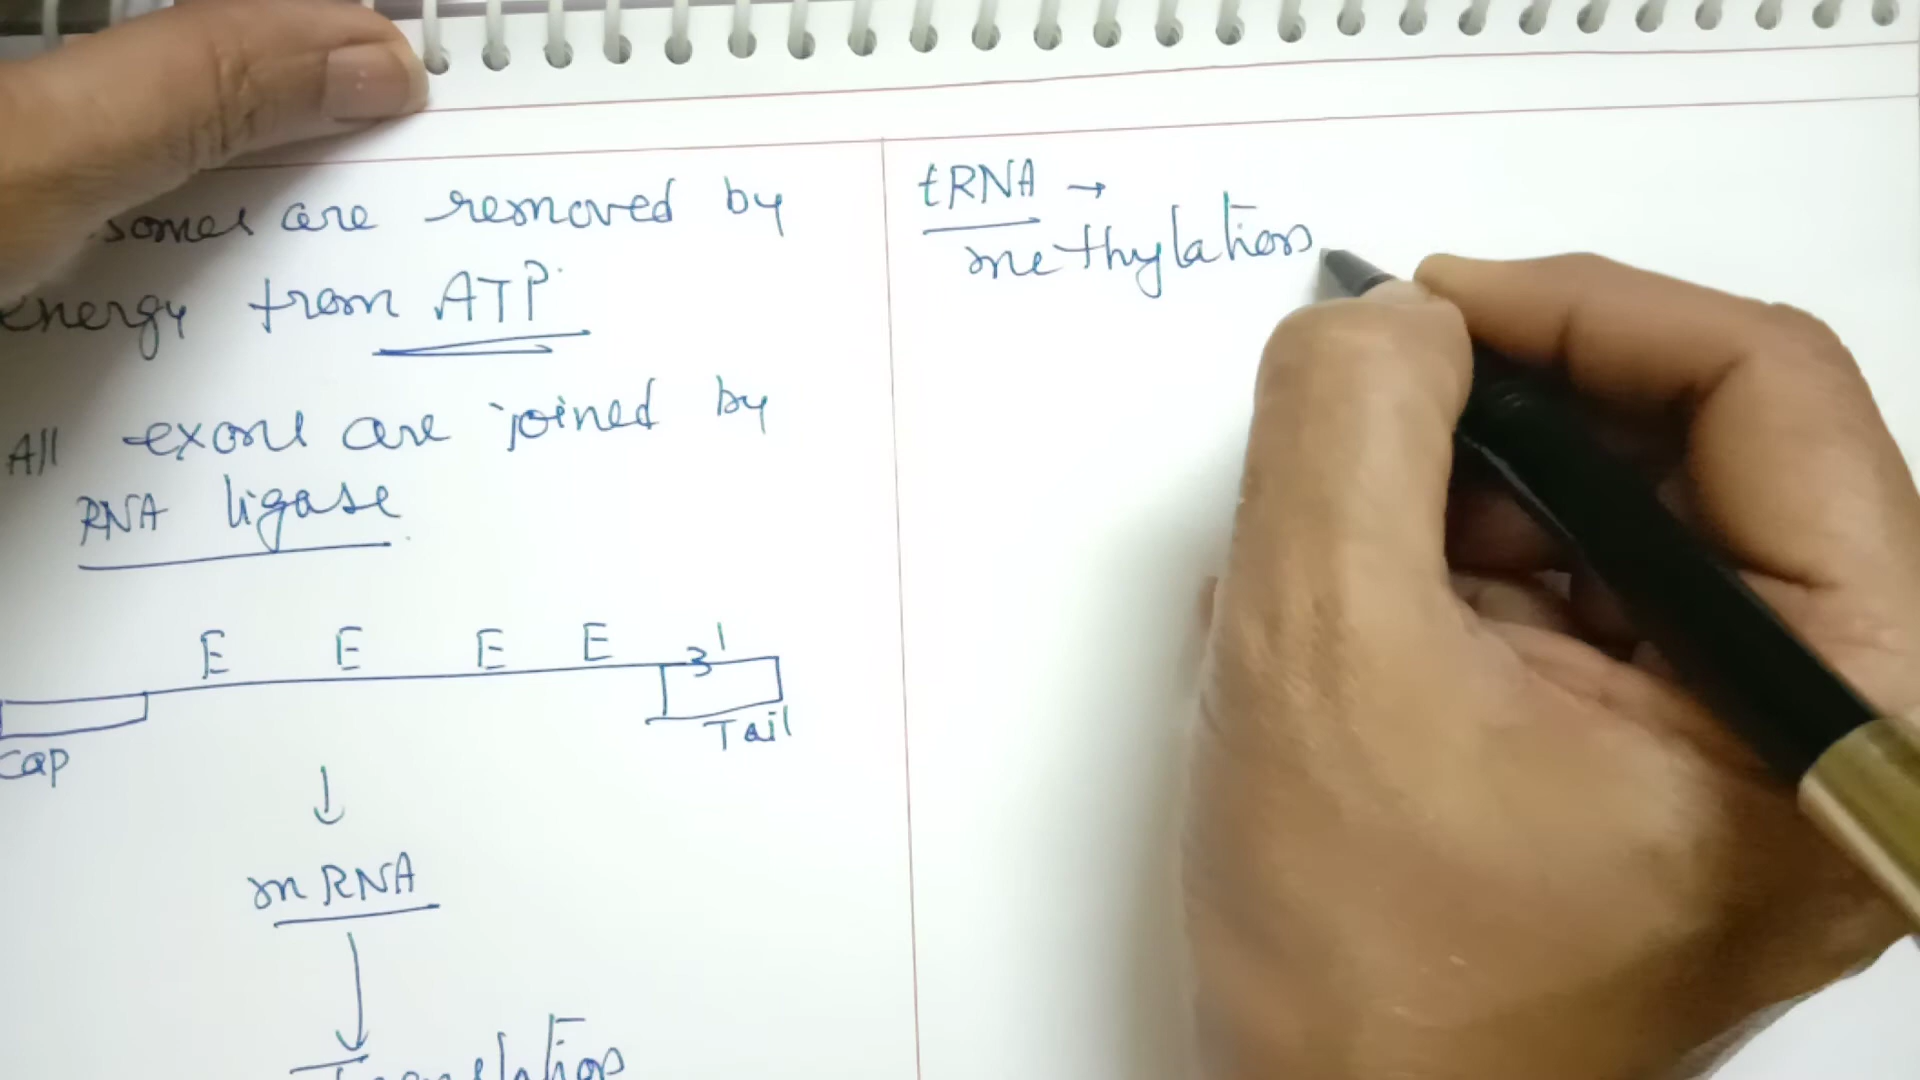 somes are removed by
energy from ATP.
All exons are joined by
RNA ligase.
E E E E 3'
Cap Tail
↓
mRNA
↓
Translation
tRNA →
methylation